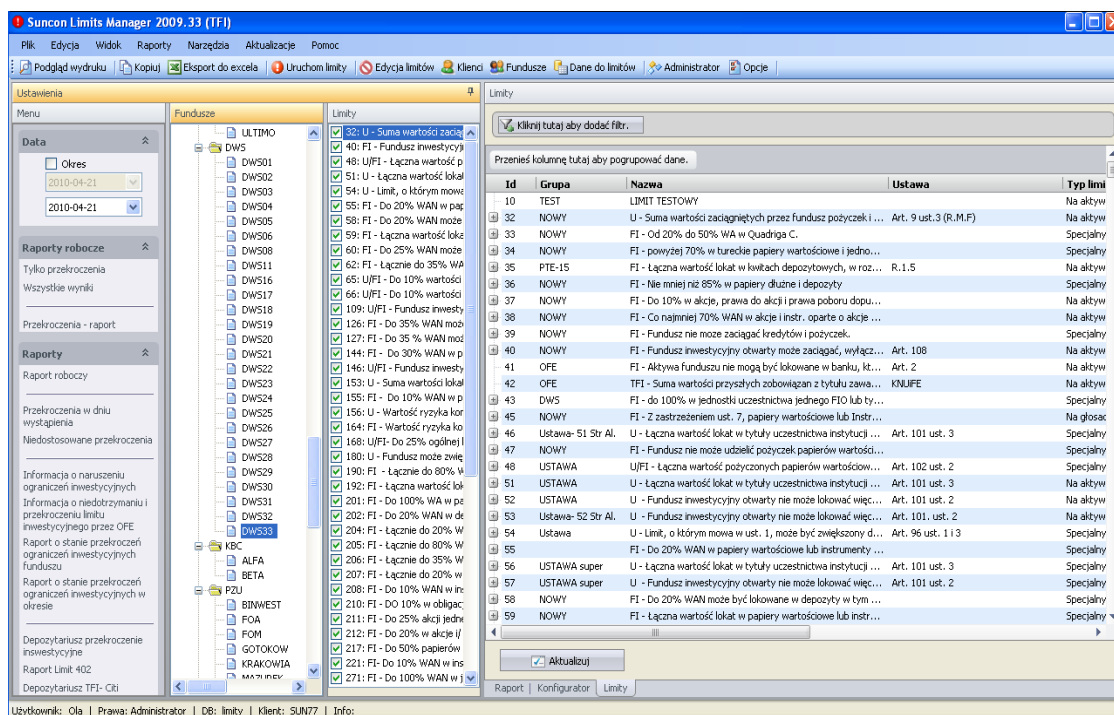 Suncon Limits Manager 2009.33 (TFI)
Plik Edycja Widok Raporty Narzędzia Aktualizacje Pomoc
Podgląd wydruku Kopiuj Eksport do excela Uruchom limity Edycja limitów Klienci Fundusze Dane do limitów Administrator Opcje
Ustawienia
Menu
Data
Okres
2010-04-21
2010-04-21
Raporty robocze
Tylko przekroczenia
Wszystkie wyniki
Przekroczenia - raport
Raporty
Raport roboczy
Przekroczenia w dniu
wystąpienia
Niedostosowane przekroczenia
Informacja o naruszeniu
ograniczeń inwestycyjnych
Informacja o niedotrzymaniu i
przekroczeniu limitu
inwestycyjnego przez OFE
Raport o stanie przekroczeń
ograniczeń inwestycyjnych
funduszu
Raport o stanie przekroczeń
ograniczeń inwestycyjnych w
okresie
Depozytariusz przekroczenie
inswestycyjne
Raport Limit 402
Depozytariusz TFI- Citi
Fundusze
ULTIMO
DWS
DWS01
DWS02
DWS03
DWS04
DWS05
DWS06
DWS08
DWS11
DWS16
DWS17
DWS18
DWS19
DWS20
DWS21
DWS22
DWS23
DWS24
DWS25
DWS26
DWS27
DWS28
DWS29
DWS30
DWS31
DWS32
DWS33
KBC
ALFA
BETA
PZU
BINWEST
FOA
FOM
GOTOKOW
KRAKOWIA
MAZUREK
Limity
32: U - Suma wartości zaciąg
40: FI - Fundusz inwestycyj
48: U/FI - Łączna wartość p
51: U - Łączna wartość lokat
54: U - Limit, o którym mowa
55: FI - Do 20% WAN w pap
58: FI - Do 20% WAN może
59: FI - Łączna wartość loka
60: FI - Do 25% WAN może
62: FI - Łącznie do 35% WA
65: U/FI - Do 10% wartości
66: U/FI - Do 10% wartości
109: U/FI - Fundusz inwesty
126: FI - Do 35 % WAN moż
127: FI - Do 35 % WAN moż
144: FI - Do 30% WAN w p
146: U/FI - Fundusz inwesty
153: U - Suma wartości lokat
155: FI - Do 10% WAN w p
156: U - Wartość ryzyka kor
164: FI - Wartość ryzyka ko
168: U/FI- Do 25% ogólnej l
180: U - Fundusz może zwię
190: FI - Łącznie do 80% W
192: FI - Łączna wartość lok
201: FI - Do 100% WA w pa
202: FI - Do 20% WAN w de
204: FI - Łącznie do 20% W
205: FI - Łącznie do 80% W
206: FI - Łącznie do 35% W
207: FI - Łącznie do 20% w
208: FI - Do 10% WAN w in
210: FI - DO 10% w obligac
211: FI - Do 25% akcji jedne
212: FI - Do 20% w akcje i/
217: FI - Do 50% papierów
221: FI- Do 10% WAN w ins
271: FI - Do 100% WAN w j
Limity
Kliknij tutaj aby dodać filtr.
Przenieś kolumnę tutaj aby pogrupować dane.
Id Grupa Nazwa Ustawa Typ limi
10 TEST LIMIT TESTOWY Na aktyw
32 NOWY U - Suma wartości zaciągniętych przez fundusz pożyczek i ... Art. 9 ust.3 (R.M.F) Na aktyw
33 NOWY FI - Od 20% do 50% WA w Quadriga C. Specjalny
34 NOWY FI - powyżej 70% w tureckie papiery wartościowe i jedno... Specjalny
35 PTE-15 FI - Łączna wartość lokat w kwitach depozytowych, w roz... R.1.5 Na aktyw
36 NOWY FI - Nie mniej niż 85% w papiery dłużne i depozyty Specjalny
37 NOWY FI - Do 10% w akcje, prawa do akcji i prawa poboru dopu... Na aktyw
38 NOWY FI - Co najmniej 70% WAN w akcje i instr. oparte o akcje ... Na aktyw
39 NOWY FI - Fundusz nie moze zaciągać kredytów i pożyczek. Specjalny
40 NOWY FI - Fundusz inwestycyjny otwarty może zaciągać, wyłącz... Art. 108 Na aktyw
41 OFE FI - Aktywa funduszu nie mogą być lokowane w banku, kt... Art. 2 Na aktyw
42 OFE TFI - Suma wartości przyszłych zobowiązan z tytułu zawa... KNUiFE Na aktyw
43 DWS FI - do 100% w jednostki uczestnictwa jednego FIO lub ty... Specjalny
45 NOWY FI - Z zastrzeżeniem ust. 7, papiery wartościowe lub Instr... Na głosac
46 Ustawa- 51 Str Al. U - Łączna wartość lokat w tytuły uczestnictwa instytucji ... Art. 101 ust. 3 Specjalny
47 NOWY FI - Fundusz nie może udzielić pożyczek papierów wartości... Specjalny
48 USTAWA U/FI - Łączna wartość pożyczonych papierów wartościow... Art. 102 ust. 2 Specjalny
51 USTAWA U - Łączna wartość lokat w tytuły uczestnictwa instytucji ... Art. 101 ust. 3 Na aktyw
52 USTAWA U - Fundusz inwestycyjny otwarty nie może lokować więc... Art. 101 ust. 2 Na aktyw
53 Ustawa- 52 Str Al. U - Fundusz inwestycyjny otwarty nie może lokować więc... Art. 101. ust. 2 Na aktyw
54 Ustawa U - Limit, o którym mowa w ust. 1, może być zwiększony d... Art. 96 ust. 1 i 3 Specjalny
55 FI - Do 20% WAN w papiery wartościowe lub instrumenty ... Specjalny
56 USTAWA super U - Łączna wartość lokat w tytuły uczestnictwa instytucji ... Art. 101 ust. 3 Specjalny
57 USTAWA super U - Fundusz inwestycyjny otwarty nie może lokować więc... Art. 101 ust. 2 Specjalny
58 NOWY FI - Do 20% WAN może być lokowane w depozyty w tym ... Specjalny
59 NOWY FI - Łączna wartość lokat w papiery wartościowe lub instr... Specjalny
Aktualizuj
Raport Konfigurator Limity
Użytkownik: Ola | Prawa: Administrator | DB: limity | Klient: SUN77 | Info: